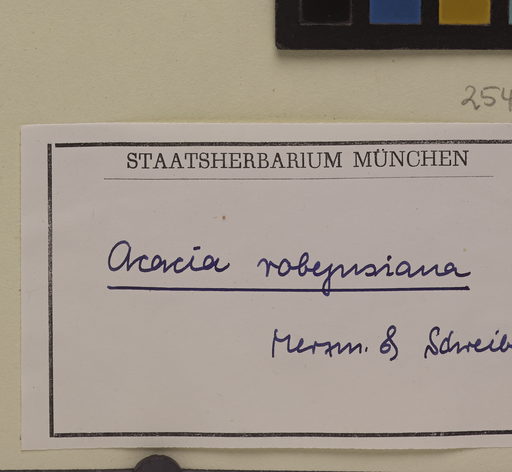 254
STAATSHERBARIUM MÜNCHEN
Acacia robynsiana
Merxm. & Schreib